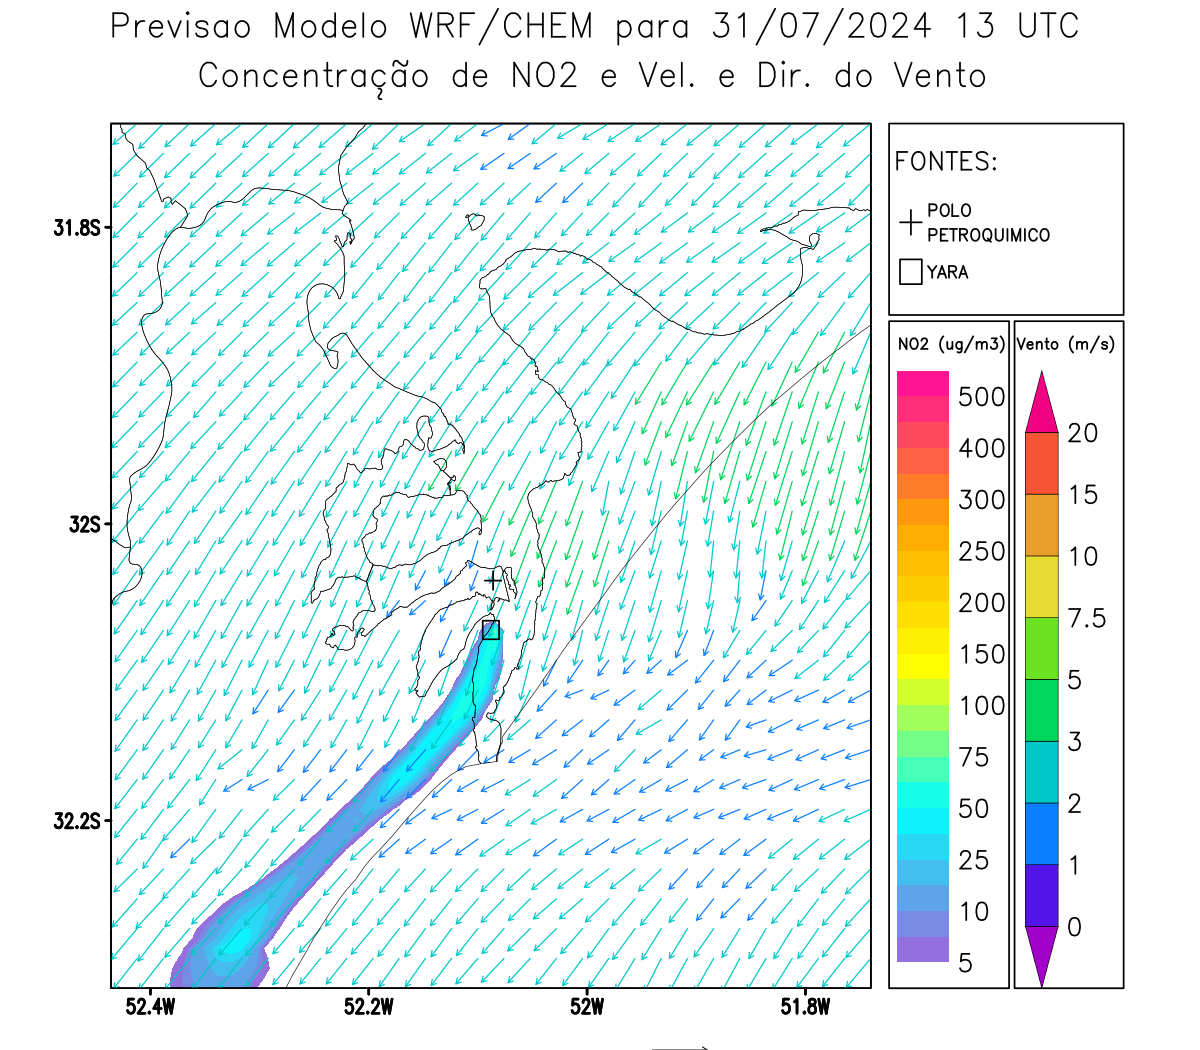 Previsao Modelo WRF/CHEM para 31/07/2024 13 UTC
Concentração de NO2 e Vel. e Dir. do Vento
FONTES:
POLO
PETROQUIMICO
YARA
NO2 (ug/m3)
500
400
300
250
200
150
100
75
50
25
10
5
Vento (m/s)
20
15
10
7.5
5
3
2
1
0
31.8S
32S
32.2S
52.4W 52.2W 52W 51.8W